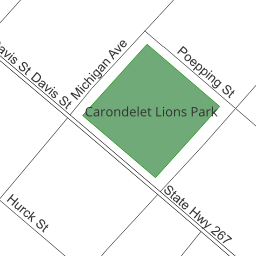 Michigan Ave
Poepping St
Davis St
Davis St
Carondelet Lions Park
State Hwy 267
Hurck St